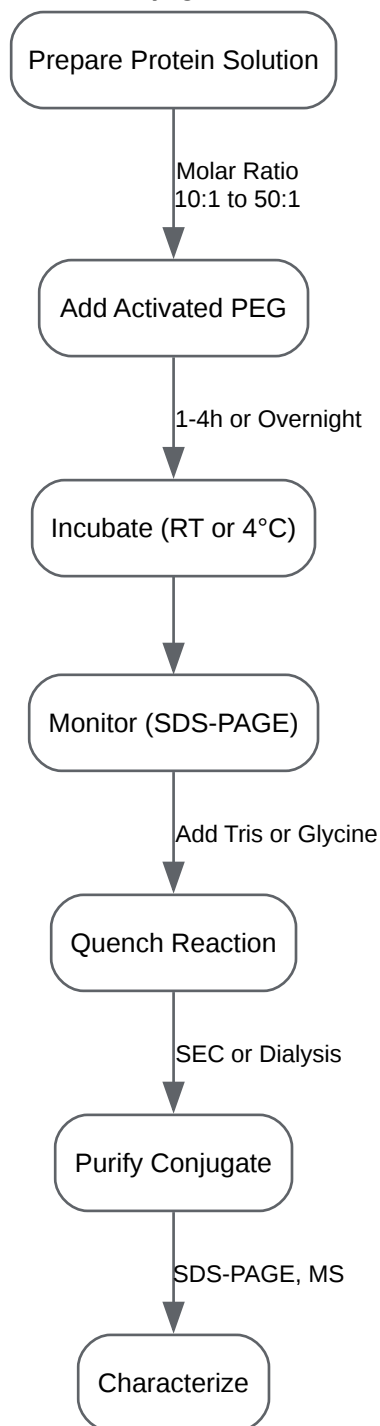 Prepare Protein Solution
Molar Ratio
10:1 to 50:1
Add Activated PEG
1-4h or Overnight
Incubate (RT or 4°C)
Monitor (SDS-PAGE)
Add Tris or Glycine
Quench Reaction
SEC or Dialysis
Purify Conjugate
SDS-PAGE, MS
Characterize